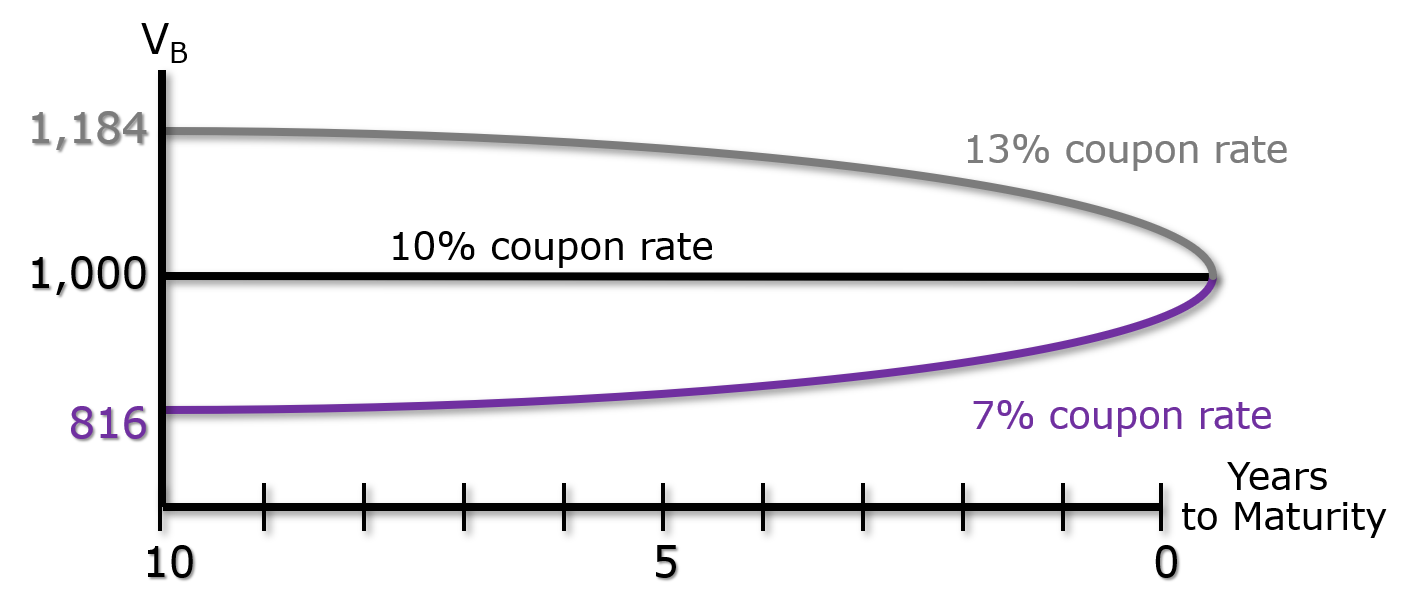 V_B
1,184
13% coupon rate
10% coupon rate
1,000
816
7% coupon rate
Years
to Maturity
10 5 0